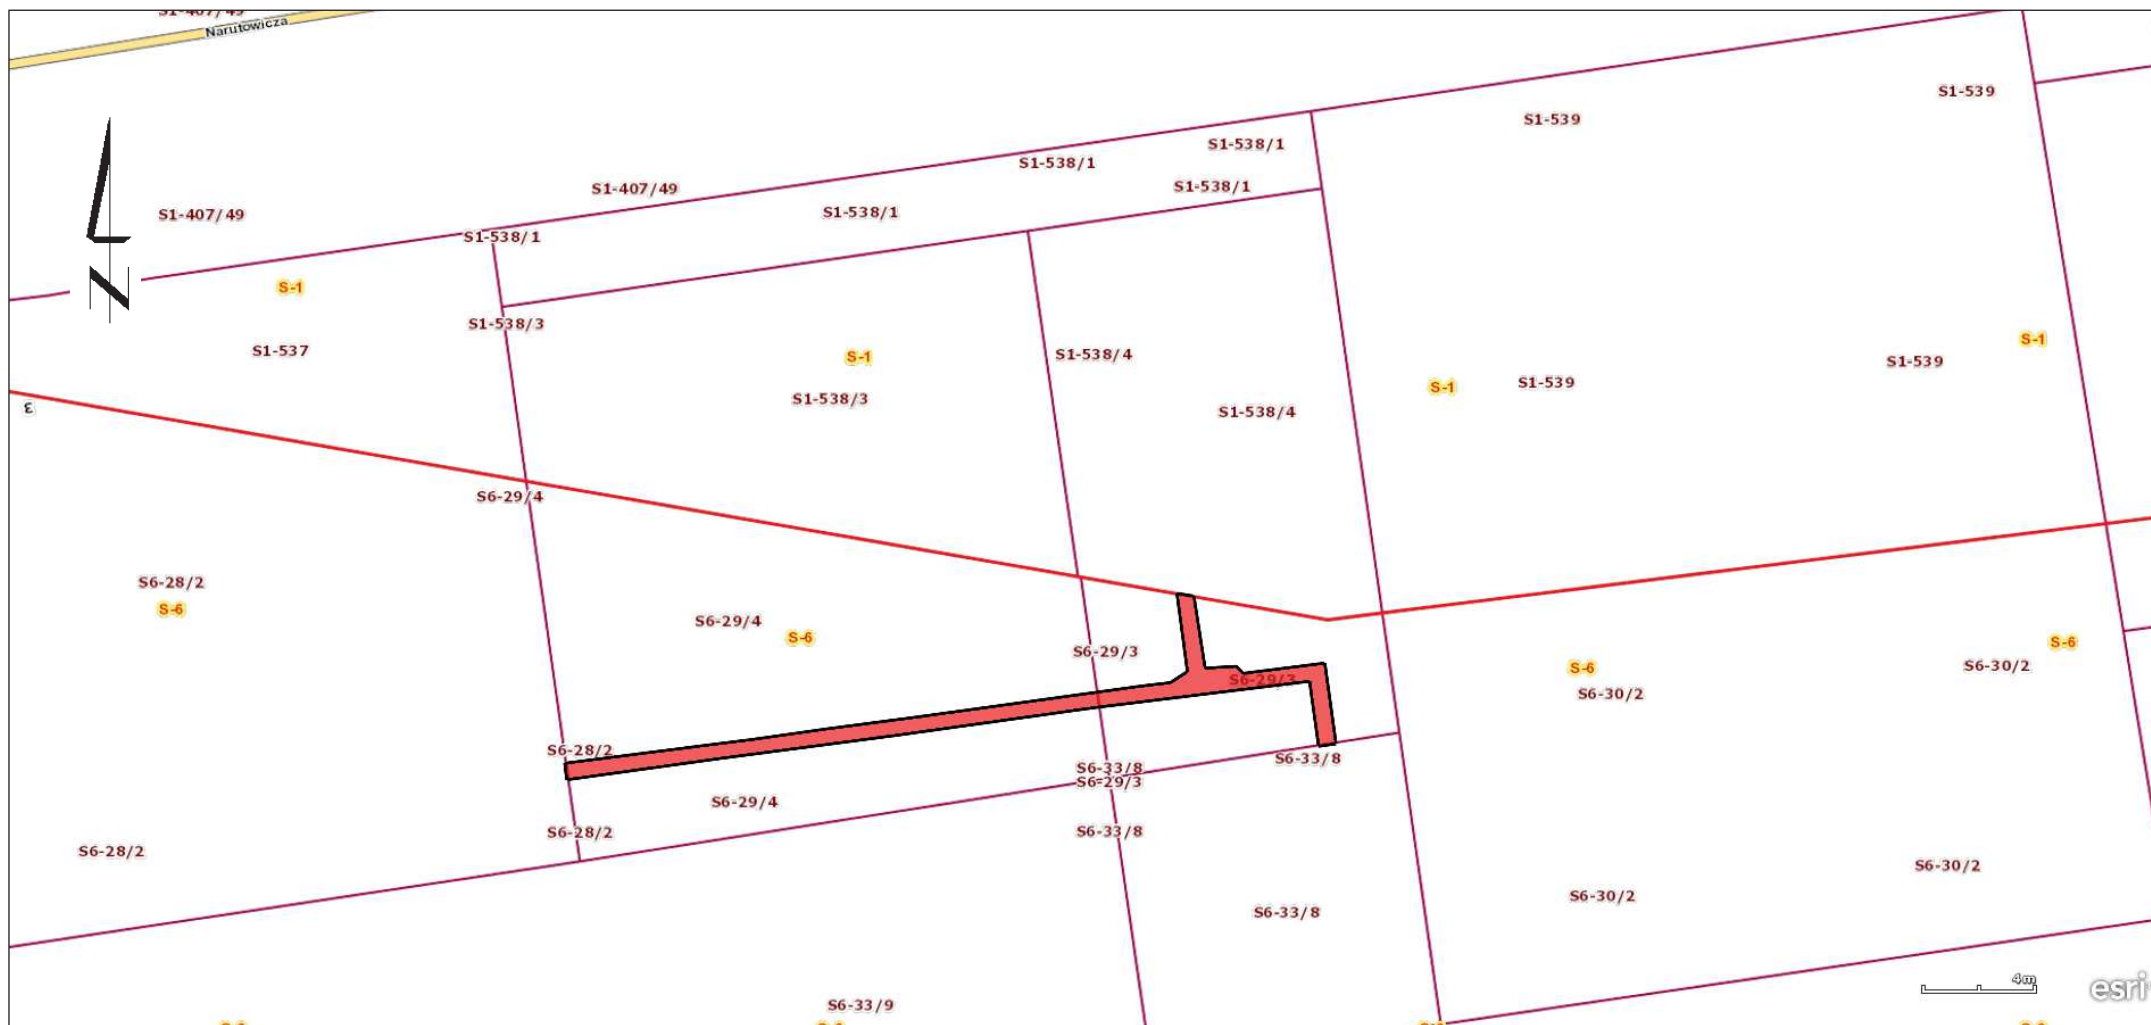 S1-407/49
Narutowicza
S1-539
S1-539
S1-538/1
S1-538/1
S1-538/1
S1-407/49
S1-538/1
S1-407/49
S1-538/1
S-1
S1-538/3
S-1
S1-537
S1-538/4
S-1
S1-539
S1-539
S-1
S1-538/3
3
S1-538/4
N
S6-29/4
S6-28/2
S-6
S6-29/4
S-6
S6-29/3
S-6
S6-30/2
S-6
S6-30/2
S6-29/3
S6-28/2
S6-33/8
S6-33/8
S6-29/3
S6-29/4
S6-28/2
S6-33/8
S6-28/2
S6-30/2
S6-30/2
S6-33/8
4m
esri
S6-33/9